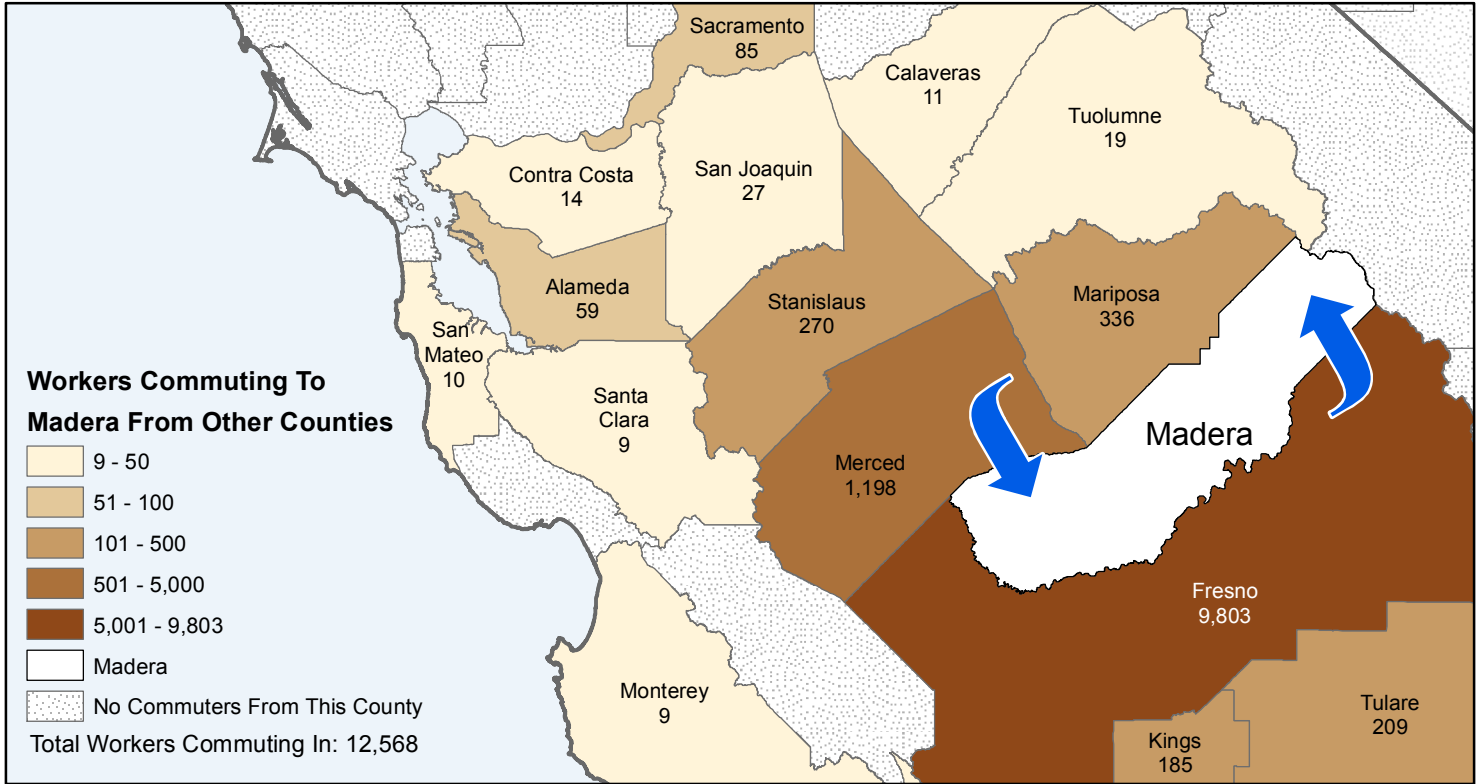 Sacramento
85
Calaveras
11
Tuolumne
19
Contra Costa
14
San Joaquin
27
Alameda
59
Stanislaus
270
Mariposa
336
San
Mateo
10
Santa
Clara
9
Merced
1,198
Madera
Fresno
9,803
Monterey
9
Kings
185
Tulare
209
Workers Commuting To
Madera From Other Counties
9 - 50
51 - 100
101 - 500
501 - 5,000
5,001 - 9,803
Madera
No Commuters From This County
Total Workers Commuting In: 12,568